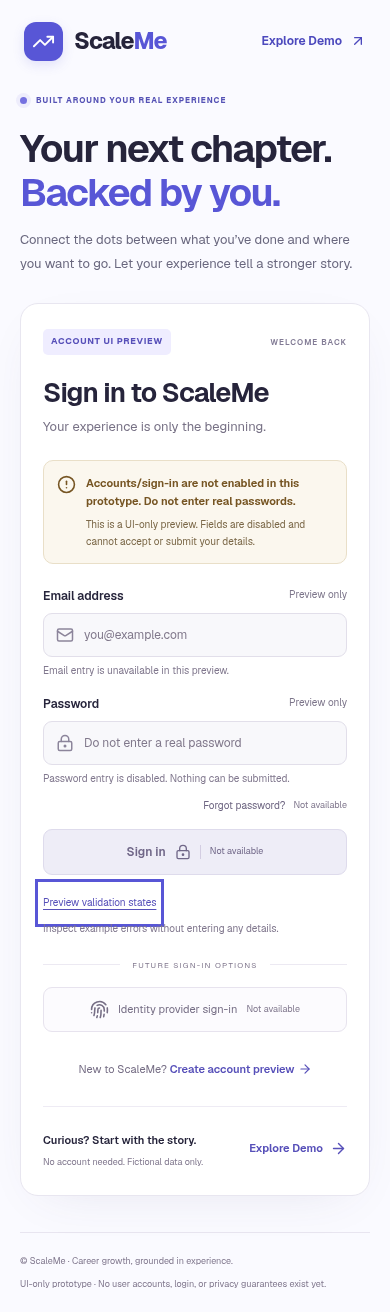 ScaleMe
Explore Demo
BUILT AROUND YOUR REAL EXPERIENCE
Your next chapter.
Backed by you.
Connect the dots between what you've done and where
you want to go. Let your experience tell a stronger story.
ACCOUNT UI PREVIEW
WELCOME BACK
Sign in to ScaleMe
Your experience is only the beginning.
Accounts/sign-in are not enabled in this
prototype. Do not enter real passwords.
This is a UI-only preview. Fields are disabled and
cannot accept or submit your details.
Email address
Preview only
you@example.com
Email entry is unavailable in this preview.
Password
Preview only
Do not enter a real password
Password entry is disabled. Nothing can be submitted.
Forgot password? Not available
Sign in Not available
Preview validation states
Inspect example errors without entering any details.
FUTURE SIGN-IN OPTIONS
Identity provider sign-in Not available
New to ScaleMe? Create account preview
Curious? Start with the story.
No account needed. Fictional data only.
Explore Demo
© ScaleMe · Career growth, grounded in experience.
UI-only prototype · No user accounts, login, or privacy guarantees exist yet.